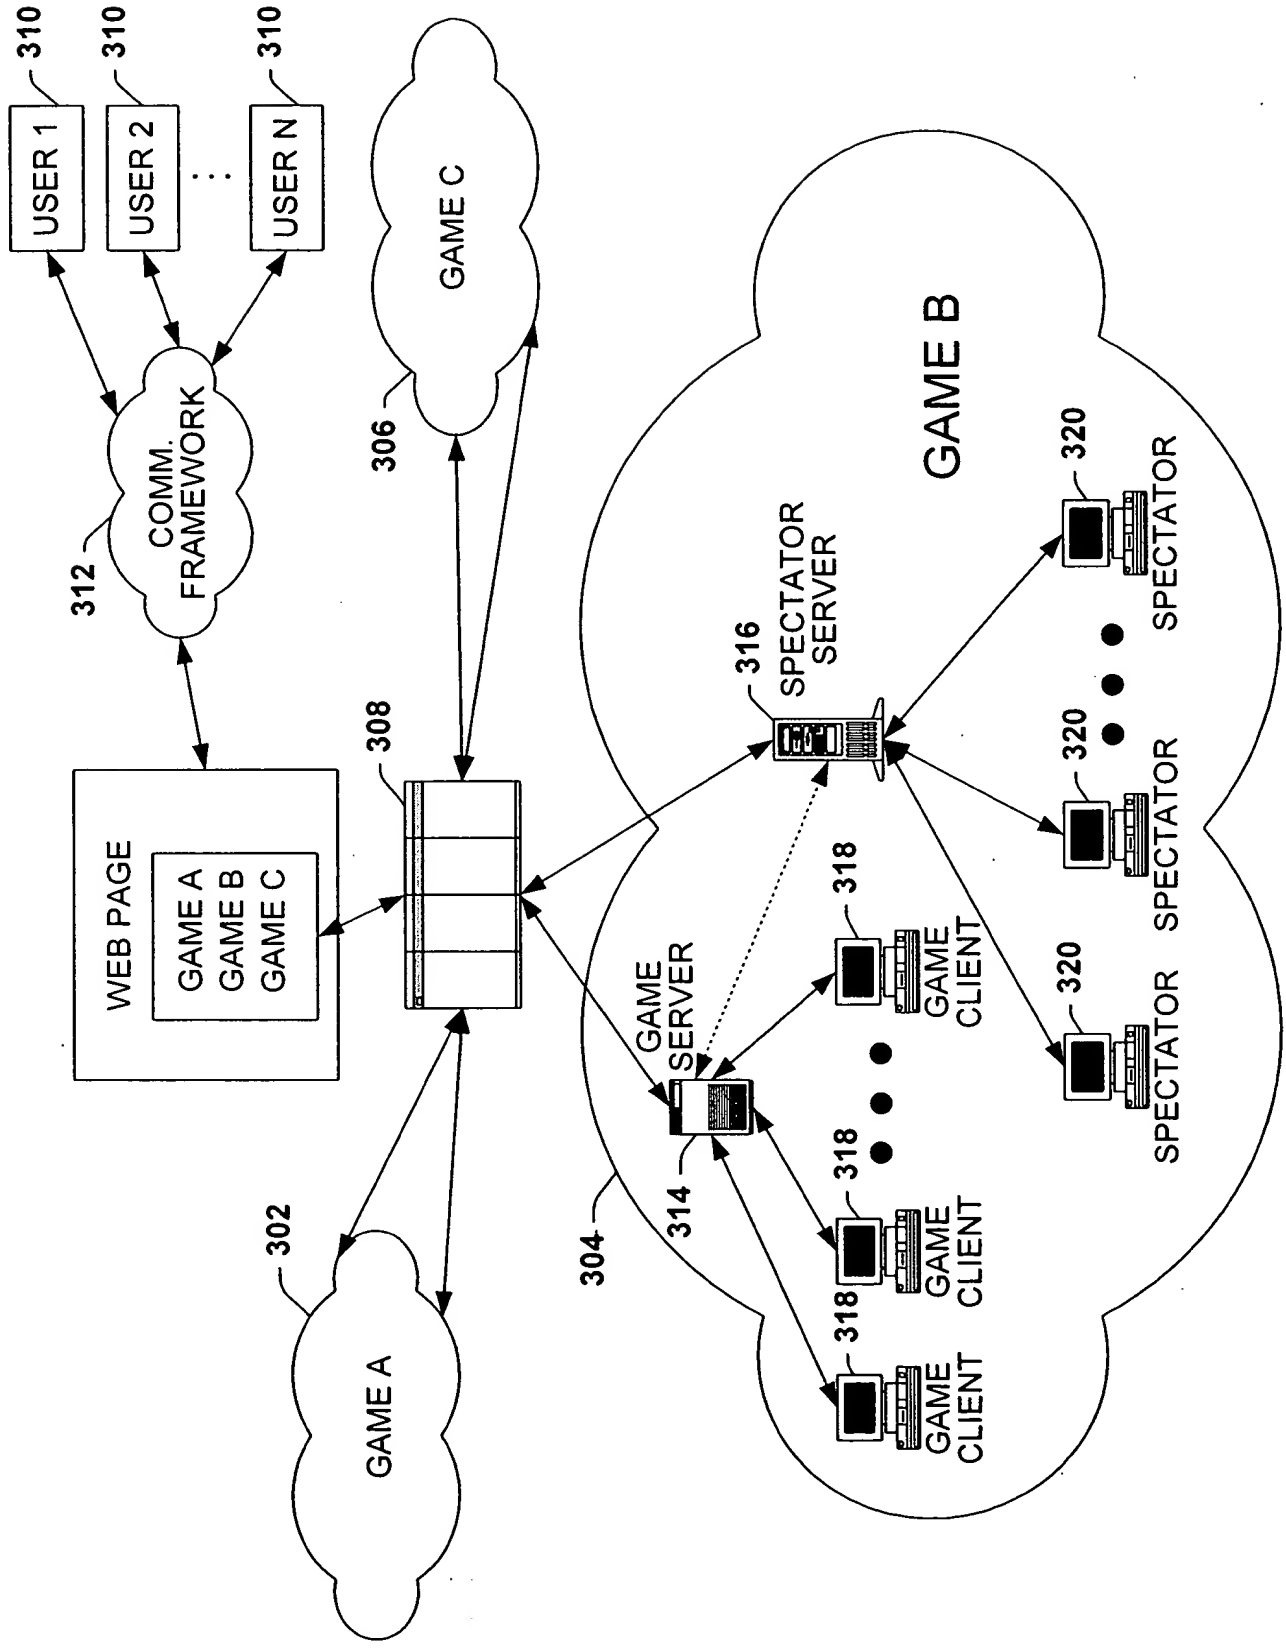 302
GAME A
WEB PAGE
GAME A
GAME B
GAME C
312
COMM.
FRAMEWORK
USER 1
310
USER 2
310
. . .
USER N
310
308
306
GAME C
304
GAME B
GAME
SERVER
314
316
SPECTATOR
SERVER
318
GAME
CLIENT
318
GAME
CLIENT
318
GAME
CLIENT
320
SPECTATOR
320
SPECTATOR
320
SPECTATOR